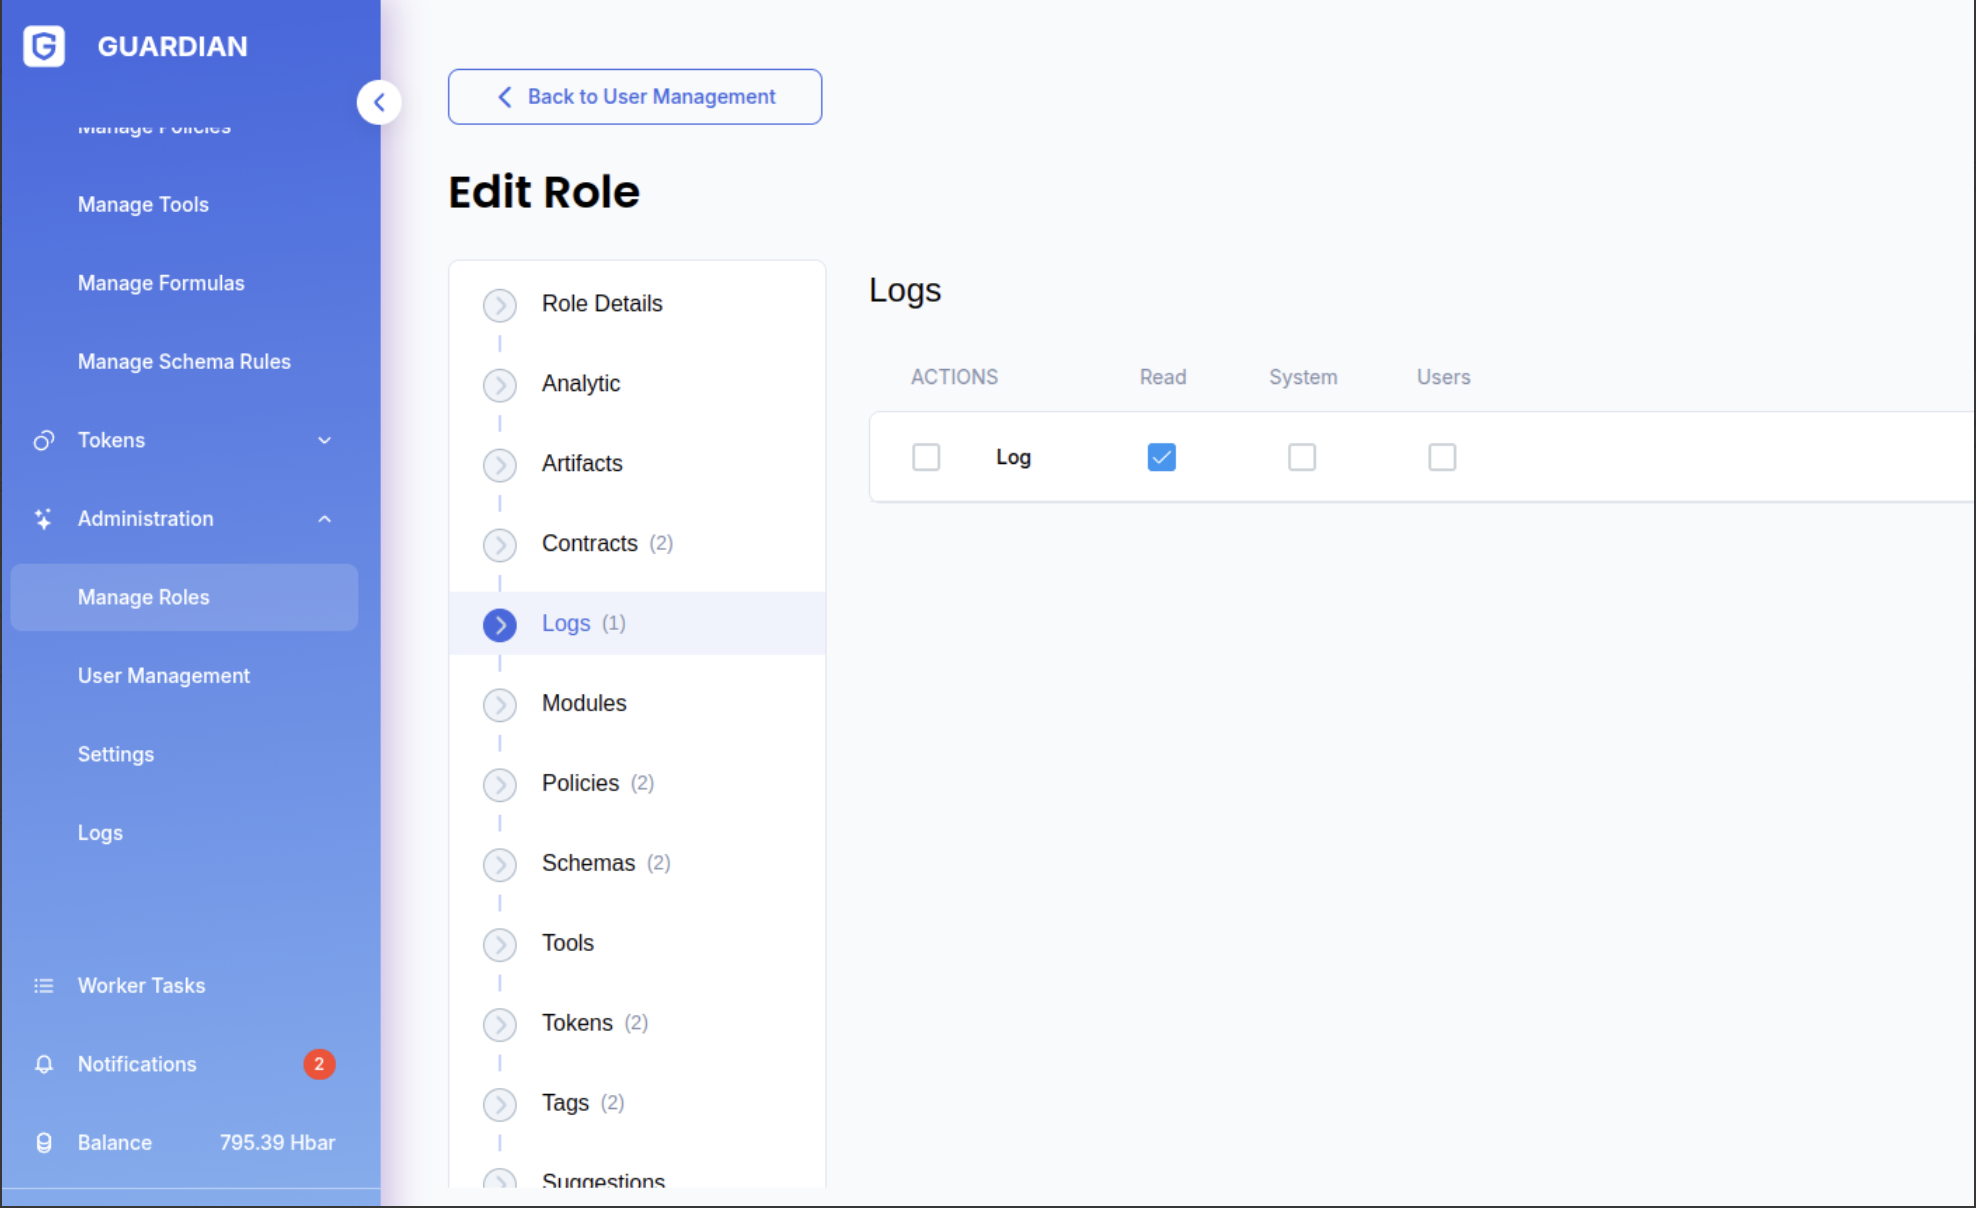 GUARDIAN
Manage Policies
Manage Tools
Manage Formulas
Manage Schema Rules
Tokens
Administration
Manage Roles
User Management
Settings
Logs
Worker Tasks
Notifications 2
Balance 795.39 Hbar
Back to User Management
Edit Role
Role Details
Analytic
Artifacts
Contracts (2)
Logs (1)
Modules
Policies (2)
Schemas (2)
Tools
Tokens (2)
Tags (2)
Suggestions
Logs
ACTIONS Read System Users
Log